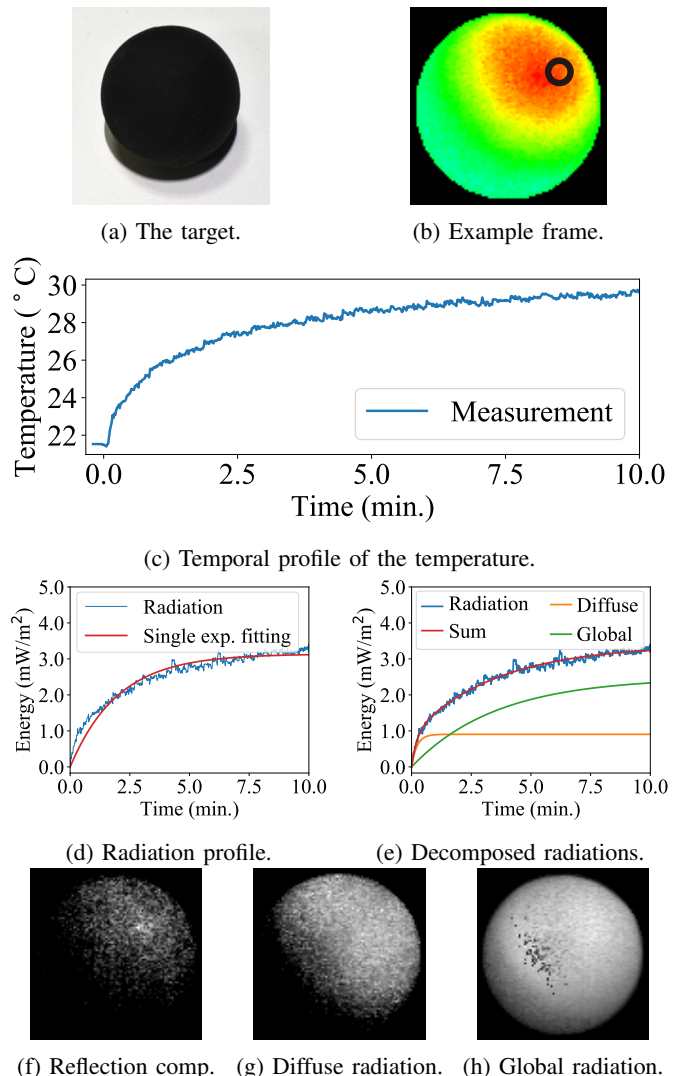 (a) The target.
(b) Example frame.
30
28
26
24
22
Temperature ( ° C)
Measurement
0.0 2.5 5.0 7.5 10.0
Time (min.)
(c) Temporal profile of the temperature.
5.0
4.0
3.0
2.0
1.0
0.0
Energy (mW/m²)
Radiation
Single exp. fitting
0.0 2.5 5.0 7.5 10.0
Time (min.)
(d) Radiation profile.
5.0
4.0
3.0
2.0
1.0
0.0
Energy (mW/m²)
Radiation
Sum
Diffuse
Global
0.0 2.5 5.0 7.5 10.0
Time (min.)
(e) Decomposed radiations.
(f) Reflection comp.
(g) Diffuse radiation.
(h) Global radiation.